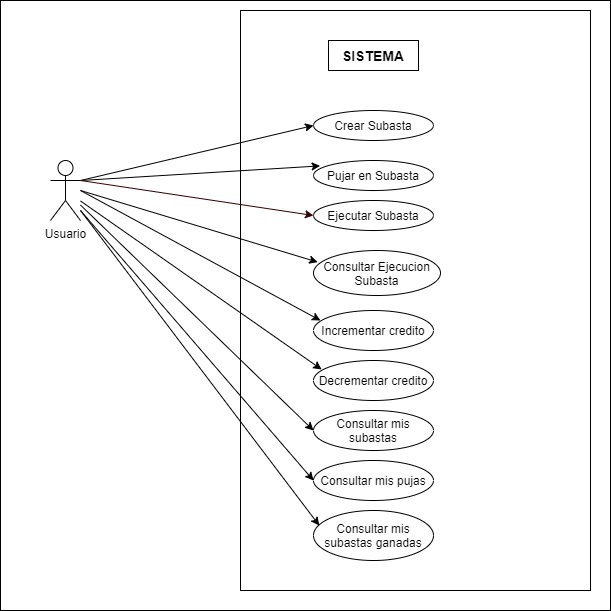 SISTEMA
Crear Subasta
Pujar en Subasta
Ejecutar Subasta
Usuario
Consultar Ejecucion
Subasta
Incrementar credito
Decrementar credito
Consultar mis
subastas
Consultar mis pujas
Consultar mis
subastas ganadas